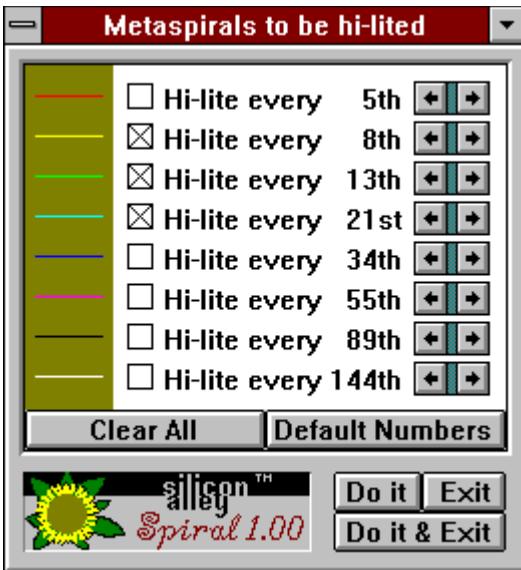 Metaspirals to be hi-lited
Hi-lite every 5th
Hi-lite every 8th
Hi-lite every 13th
Hi-lite every 21st
Hi-lite every 34th
Hi-lite every 55th
Hi-lite every 89th
Hi-lite every 144th
Clear All Default Numbers
silicon™
alley
Spiral 1.00
Do it Exit
Do it & Exit